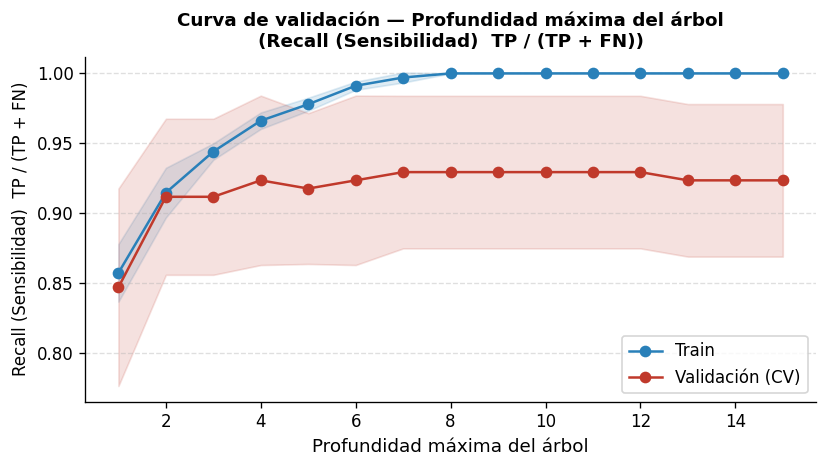 Curva de validación — Profundidad máxima del árbol
(Recall (Sensibilidad)  TP / (TP + FN))
Recall (Sensibilidad)  TP / (TP + FN)
1.00
0.95
0.90
0.85
0.80
Train
Validación (CV)
2
4
6
8
10
12
14
Profundidad máxima del árbol